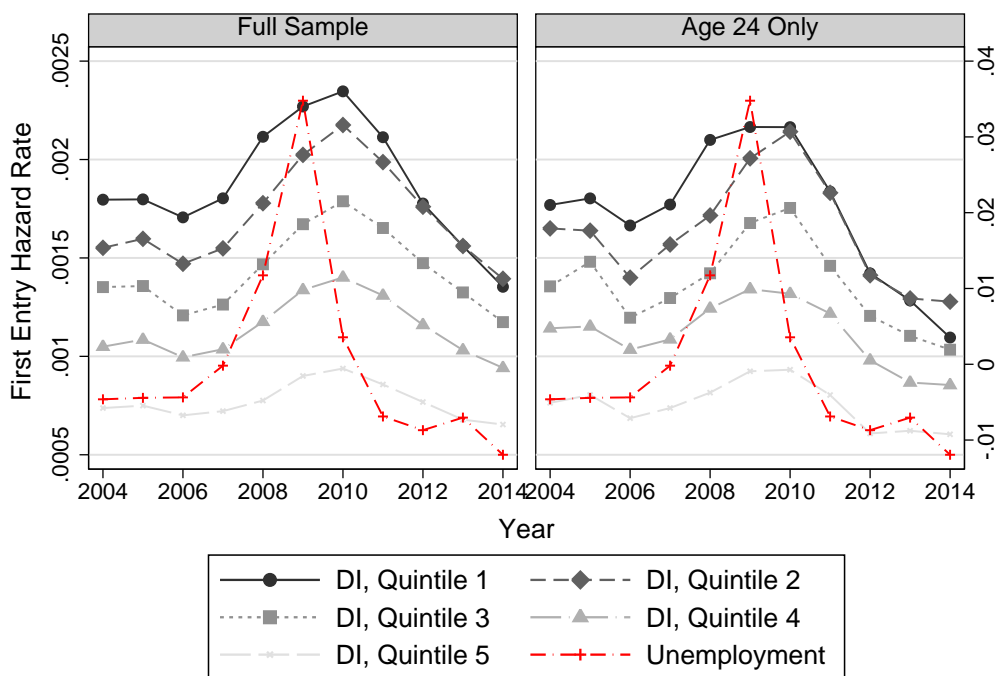 Full Sample
Age 24 Only
First Entry Hazard Rate
.0025
.002
.0015
.001
.0005
.04
.03
.02
.01
0
-.01
2004 2006 2008 2010 2012 2014
2004 2006 2008 2010 2012 2014
Year
DI, Quintile 1 DI, Quintile 2
DI, Quintile 3 DI, Quintile 4
DI, Quintile 5 Unemployment